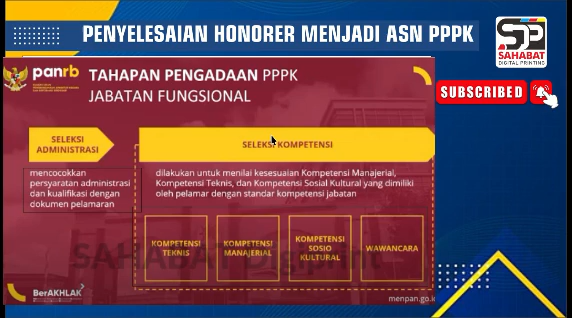 PENYELESAIAN HONORER MENJADI ASN PPPK
SP
SAHABAT
DIGITAL PRINTING
SUBSCRIBED
panrb
TAHAPAN PENGADAAN PPPK
JABATAN FUNGSIONAL
SELEKSI
ADMINISTRASI
SELEKSI KOMPETENSI
mencocokkan
persyaratan administrasi
dan kualifikasi dengan
dokumen pelamaran
dilakukan untuk menilai kesesuaian Kompetensi Manajerial,
Kompetensi Teknis, dan Kompetensi Sosial Kultural yang dimiliki
oleh pelamar dengan standar kompetensi jabatan
KOMPETENSI
TEKNIS
KOMPETENSI
MANAJERIAL
KOMPETENSI
SOSIO
KULTURAL
WAWANCARA
SAHABAT Digiprint
BerAKHLAK
menpan.go.id